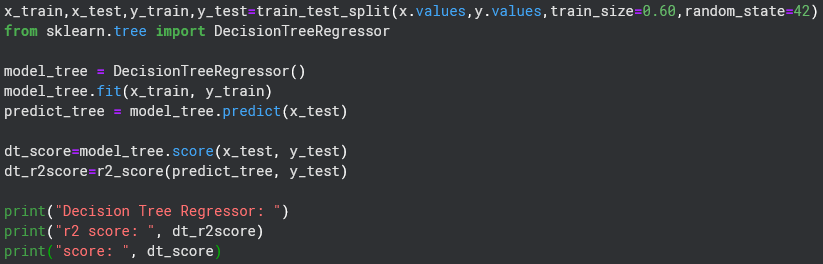 x_train,x_test,y_train,y_test=train_test_split(x.values,y.values,train_size=0.60,random_state=42)
from sklearn.tree import DecisionTreeRegressor
model_tree = DecisionTreeRegressor()
model_tree.fit(x_train, y_train)
predict_tree = model_tree.predict(x_test)
dt_score=model_tree.score(x_test, y_test)
dt_r2score=r2_score(predict_tree, y_test)
print("Decision Tree Regressor: ")
print("r2 score: ", dt_r2score)
print("score: ", dt_score)